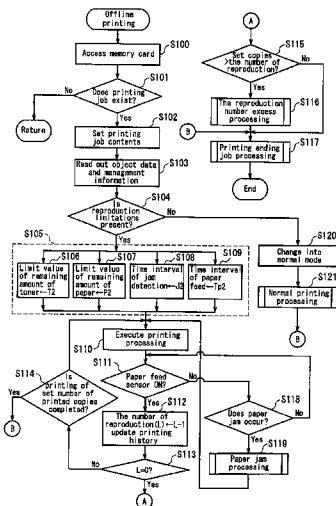 Offline
printing
S100
Access memory card
S101
Does printing
job exist?
No
Yes
Return
S102
Set printing
job contents
S103
Read out object data
and management
information
S104
Is
reproduction
limitations
present?
No
Yes
S105
S106
Limit value
of remaining
amount of
toner←T2
S107
Limit value
of remaining
amount of
paper←P2
S108
Time interval
of jam
detection←J2
S109
Time interval
of paper
feed←Tp2
S110
Execute printing
processing
S111
Paper feed
sensor ON?
No
Yes
S112
The number of
reproduction(L)←L-1
update printing
history
S113
L=0?
No
Yes
A
S114
Is
printing of
set number of
printed copies
completed?
No
Yes
B
A
S115
Set copies
>the number of
reproduction?
No
Yes
S116
The reproduction
number excess
processing
B
S117
Printing ending
job processing
End
S118
Does paper
jam occur?
No
Yes
S119
Paper jam
processing
S120
Change into
normal mode
S121
Normal printing
processing
B